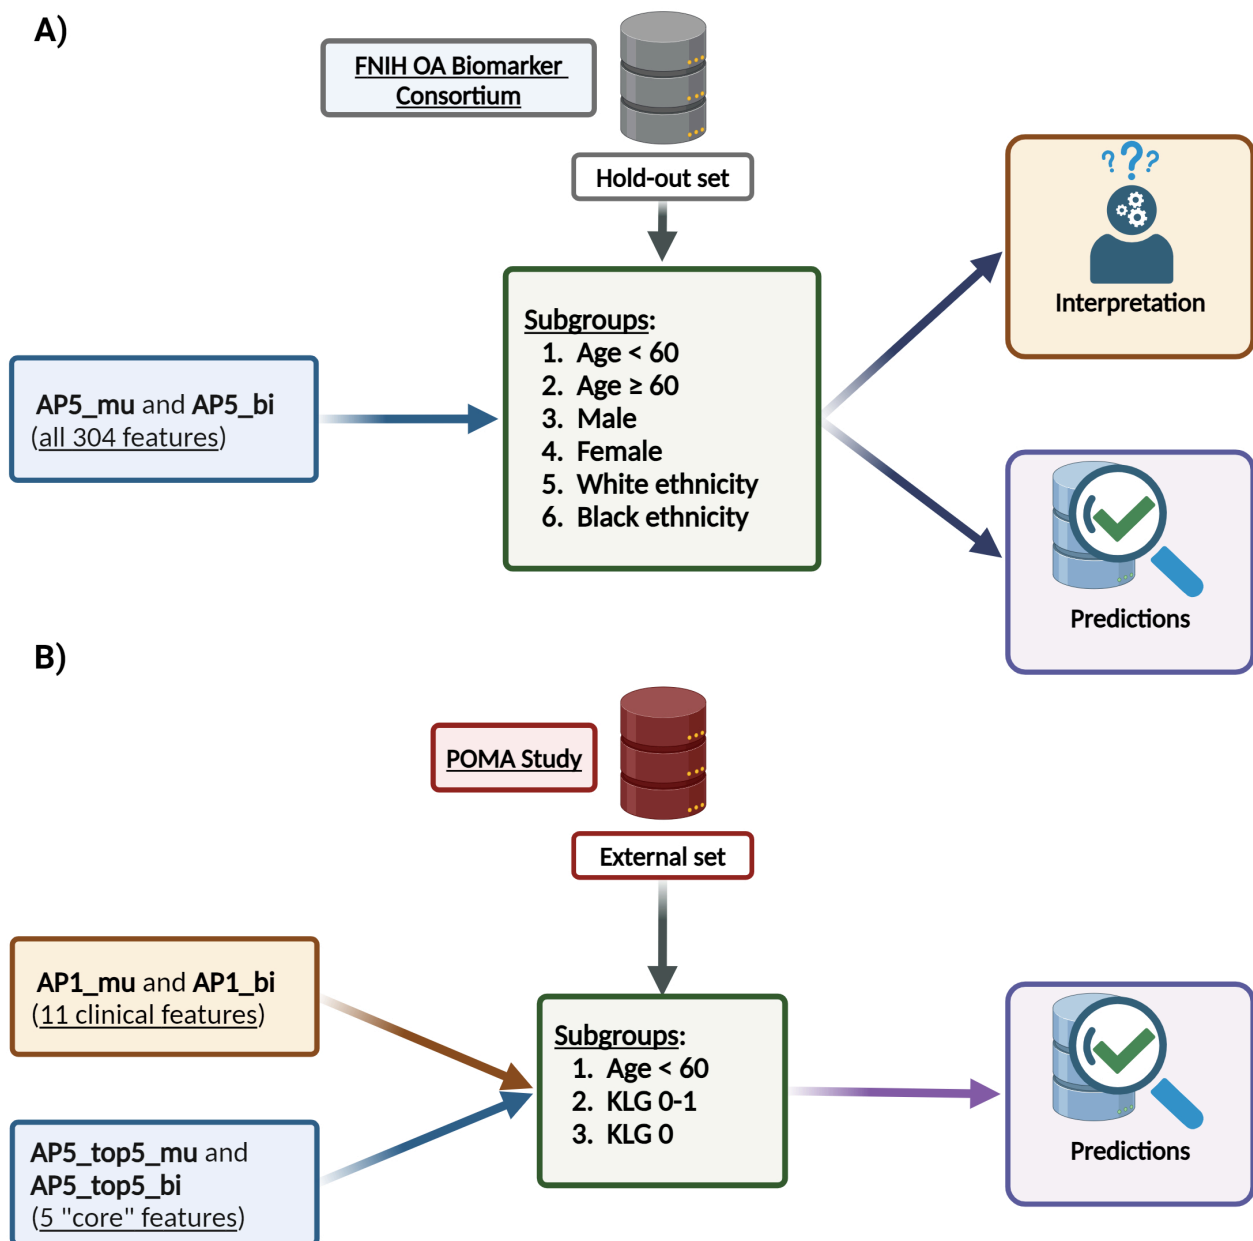 A)
FNIH OA Biomarker
Consortium
Hold-out set
? ? ?
Interpretation
Subgroups:
1. Age < 60
2. Age ≥ 60
3. Male
4. Female
5. White ethnicity
6. Black ethnicity
AP5_mu and AP5_bi
(all 304 features)
Predictions
B)
POMA Study
External set
AP1_mu and AP1_bi
(11 clinical features)
Subgroups:
1. Age < 60
2. KLG 0-1
3. KLG 0
AP5_top5_mu and
AP5_top5_bi
(5 "core" features)
Predictions